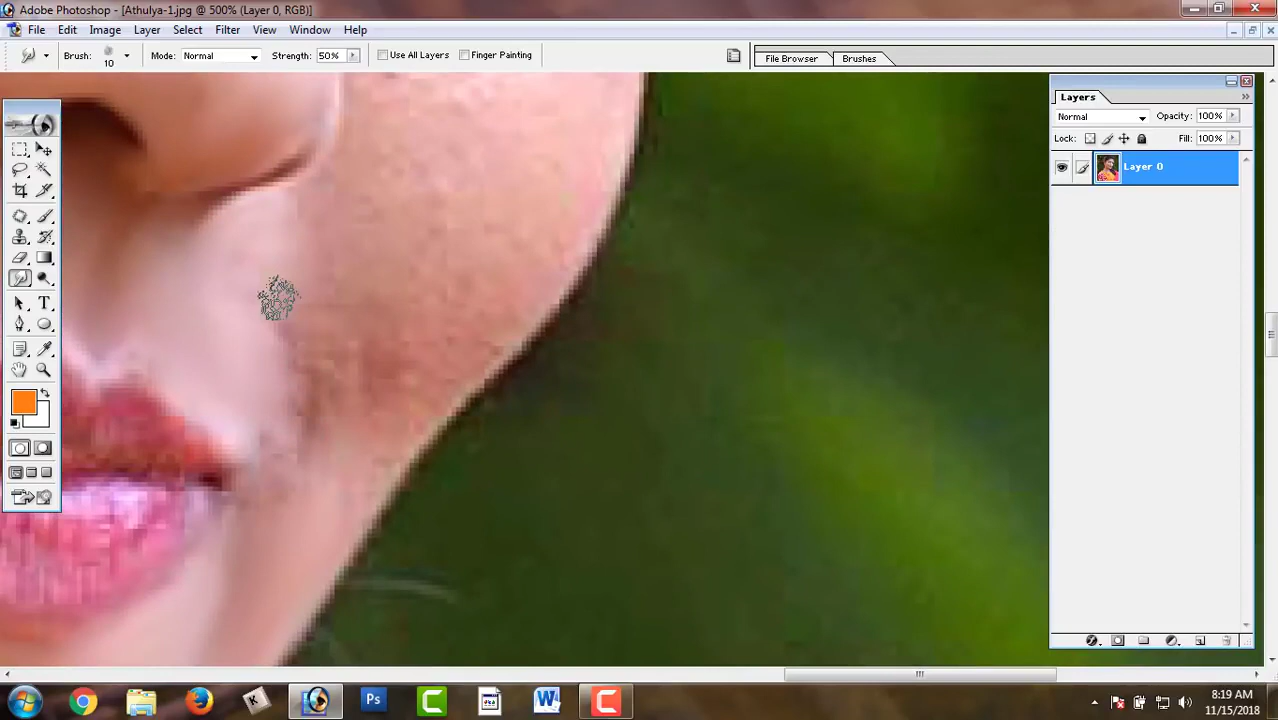 Adobe Photoshop - [Athulya-1.jpg @ 500% (Layer 0, RGB)]
File Edit Image Layer Select Filter View Window Help
Brush: 10 Mode: Normal Strength: 50% Use All Layers Finger Painting File Browser Brushes
Layers
Normal Opacity: 100%
Lock: Fill: 100%
Layer 0
T
K Ps C W C
8:19 AM
11/15/2018